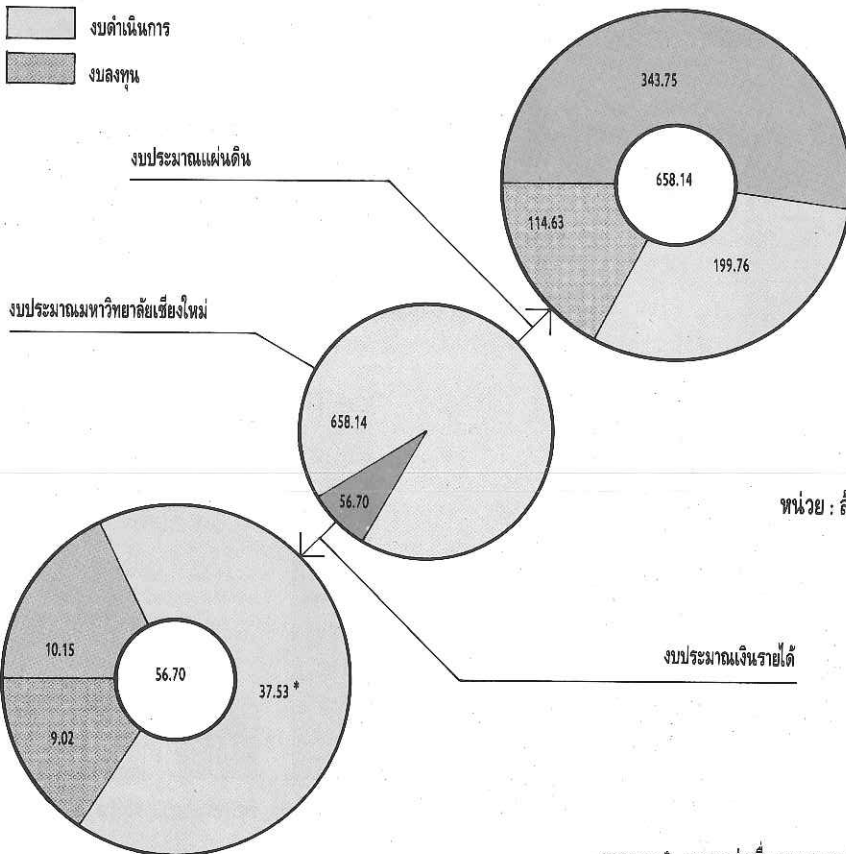 งบดำเนินการ
งบลงทุน
343.75
งบประมาณแผ่นดิน
658.14
114.63
199.76
งบประมาณมหาวิทยาลัยเชียงใหม่
658.14
56.70
หน่วย :
10.15
56.70
37.53 *
งบประมาณเงินรายได้
9.02